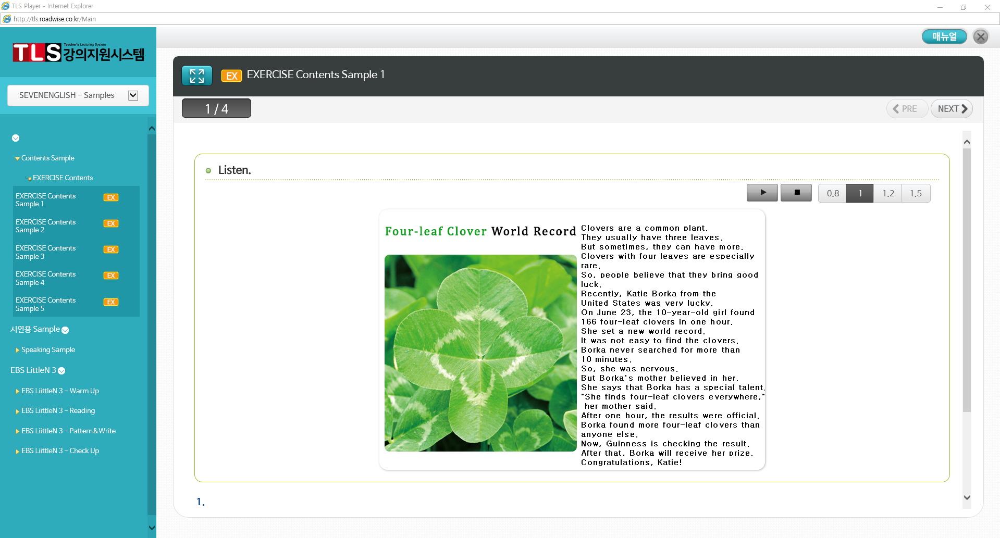 TLS Player - Internet Explorer
http://tls.roadwise.co.kr/Main
매뉴얼
Teacher's Lecturing System
TLS 강의지원시스템
SEVENENGLISH - Samples
Contents Sample
EXERCISE Contents
EXERCISE Contents
Sample 1
EX
EXERCISE Contents
Sample 2
EX
EXERCISE Contents
Sample 3
EX
EXERCISE Contents
Sample 4
EX
EXERCISE Contents
Sample 5
EX
시연용 Sample
Speaking Sample
EBS LittleN 3
EBS LiittleN 3 - Warm Up
EBS LiittleN 3 - Reading
EBS LiittleN 3 - Pattern&Write
EBS LiittleN 3 - Check Up
EX EXERCISE Contents Sample 1
1 / 4
PRE
NEXT
Listen.
0.8 1 1.2 1.5
Four-leaf Clover World Record
Clovers are a common plant.
They usually have three leaves.
But sometimes, they can have more.
Clovers with four leaves are especially
rare.
So, people believe that they bring good
luck.
Recently, Katie Borka from the
United States was very lucky.
On June 23, the 10-year-old girl found
166 four-leaf clovers in one hour.
She set a new world record.
It was not easy to find the clovers.
Borka never searched for more than
10 minutes.
So, she was nervous.
But Borka's mother believed in her.
She says that Borka has a special talent.
"She finds four-leaf clovers everywhere,"
her mother said.
After one hour, the results were official.
Borka found more four-leaf clovers than
anyone else.
Now, Guinness is checking the result.
After that, Borka will receive her prize.
Congratulations, Katie!
1.